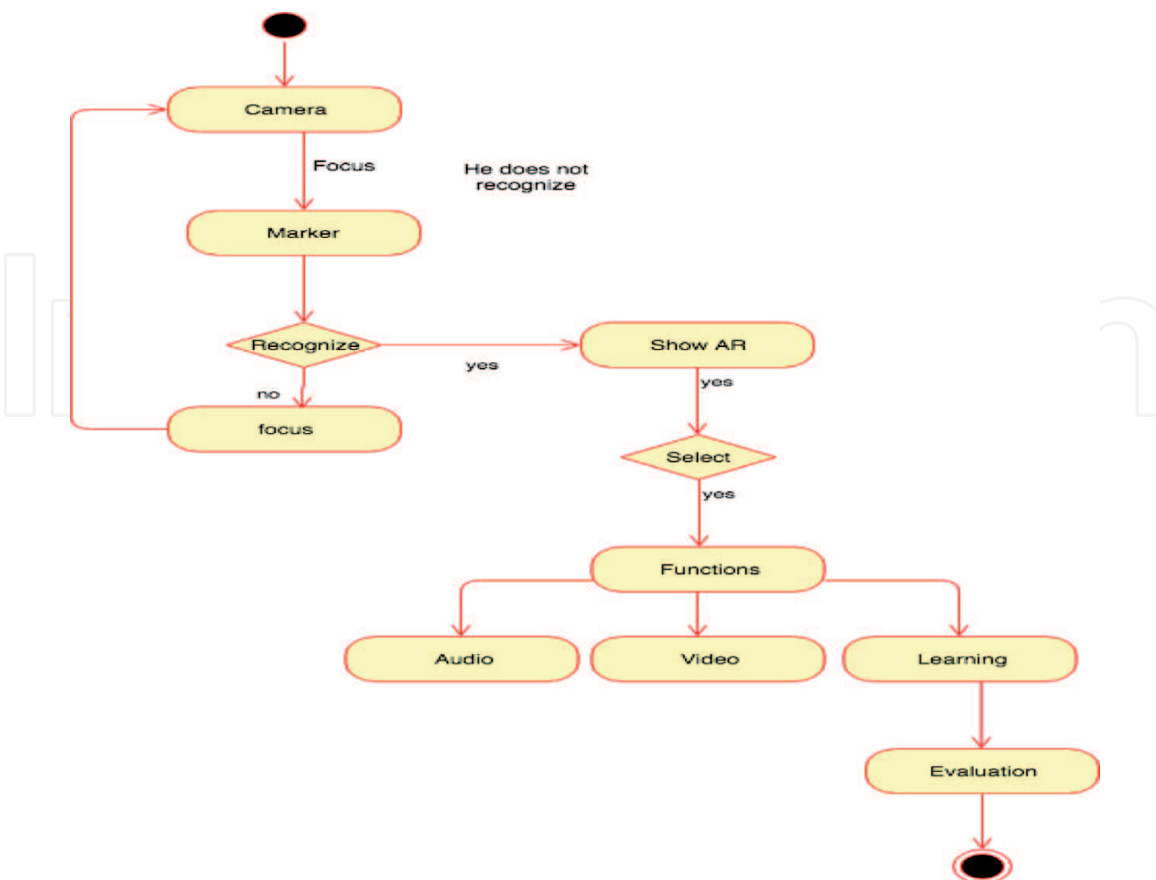 Camera
Focus
He does not
recognize
Marker
Recognize
yes
Show AR
no
yes
focus
Select
yes
Functions
Audio
Video
Learning
Evaluation